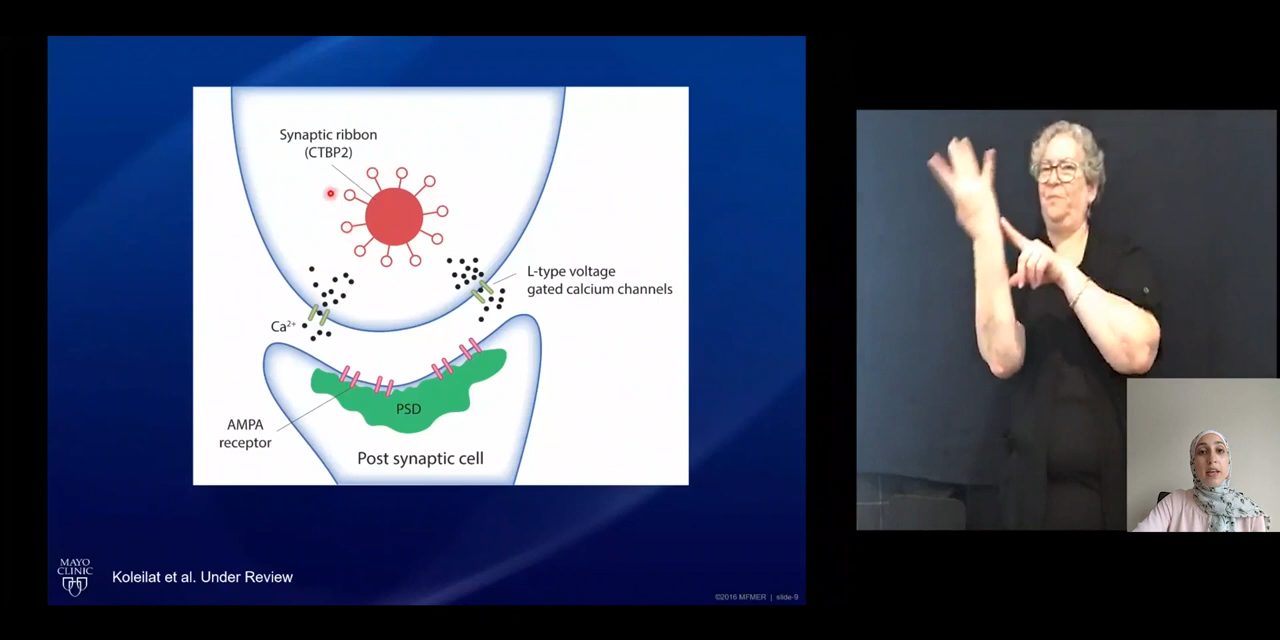 Synaptic ribbon
(CTBP2)
L-type voltage
gated calcium channels
Ca²⁺
AMPA
receptor
PSD
Post synaptic cell
MAYO
CLINIC
Koleilat et al. Under Review
©2016 MFMER | slide-9